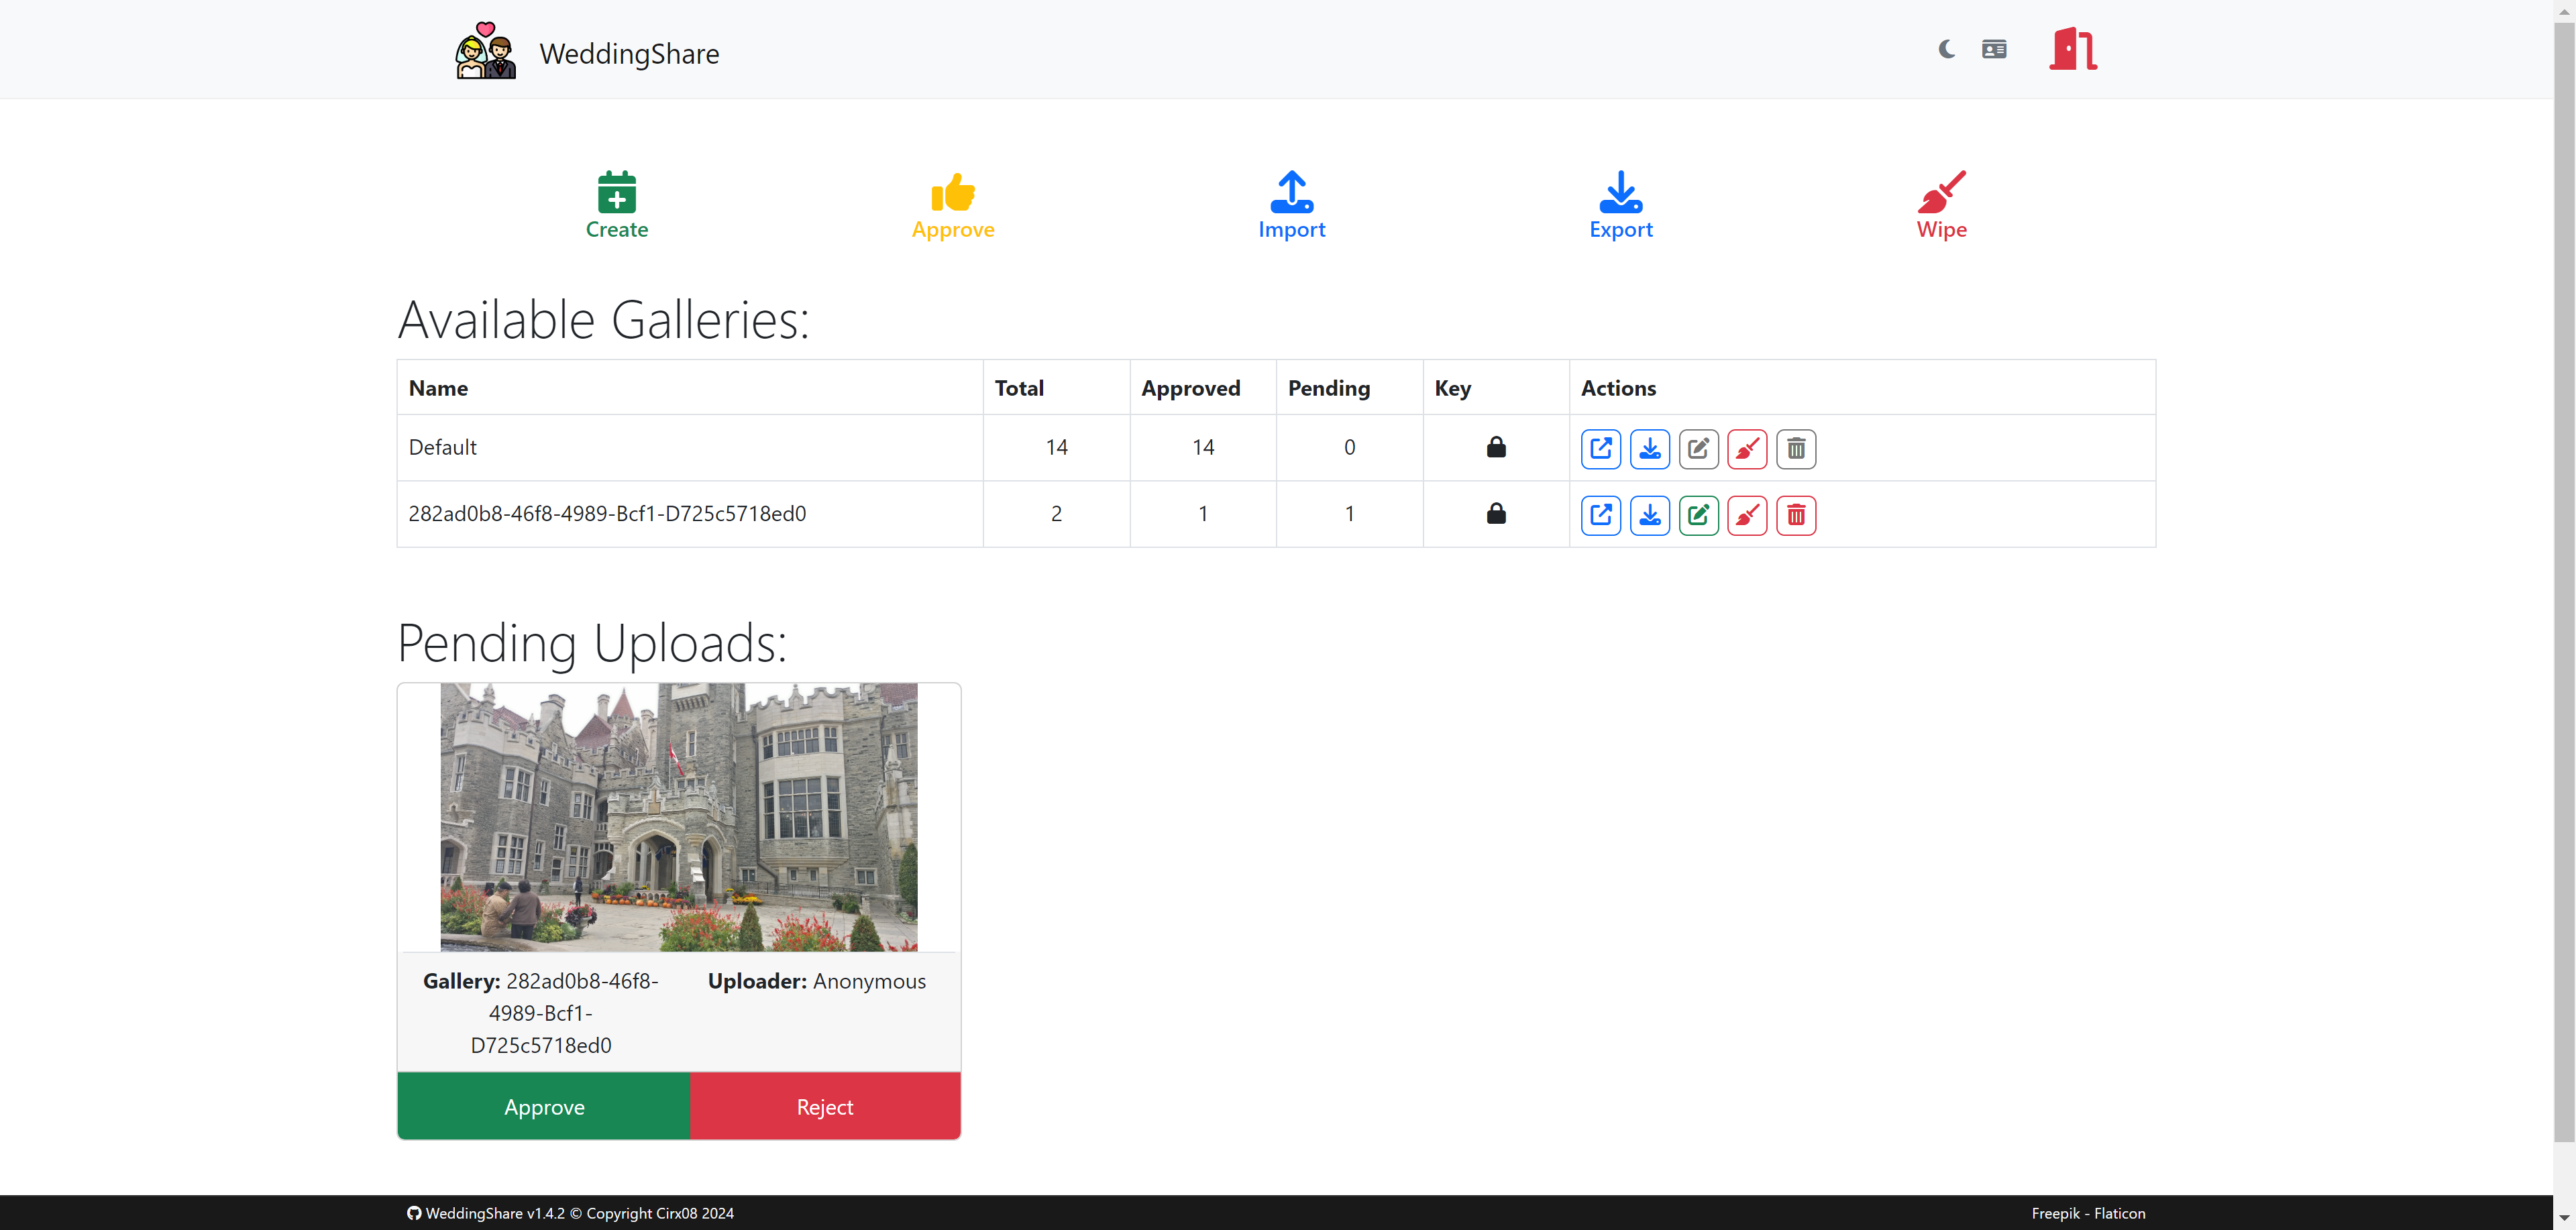 WeddingShare
Create
Approve
Import
Export
Wipe
Available Galleries:
Name Total Approved Pending Key Actions
Default 14 14 0
282ad0b8-46f8-4989-Bcf1-D725c5718ed0 2 1 1
Pending Uploads:
Gallery: 282ad0b8-46f8-
4989-Bcf1-
D725c5718ed0
Uploader: Anonymous
Approve
Reject
WeddingShare v1.4.2 © Copyright Cirx08 2024
Freepik - Flaticon